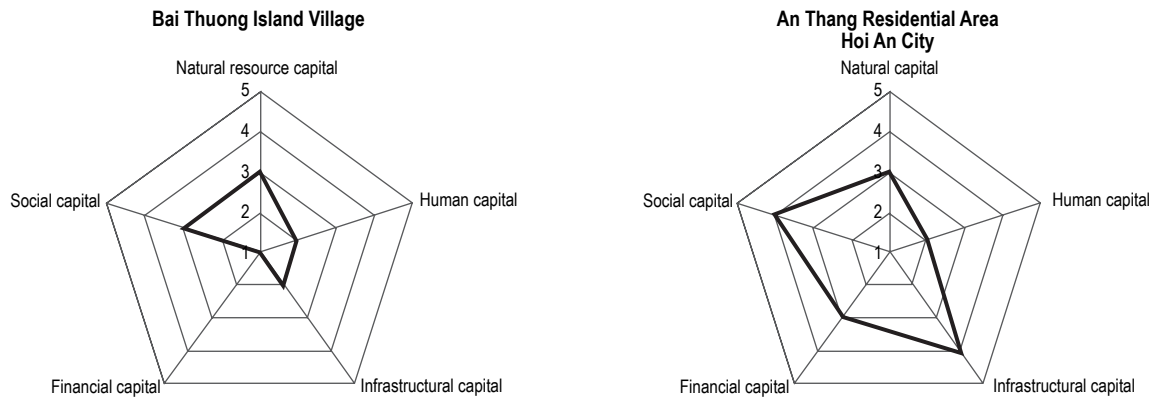 Bai Thuong Island Village
Natural resource capital
5
4
3
2
1
Social capital
Human capital
Financial capital
Infrastructural capital
An Thang Residential Area
Hoi An City
Natural capital
5
4
3
2
1
Social capital
Human capital
Financial capital
Infrastructural capital